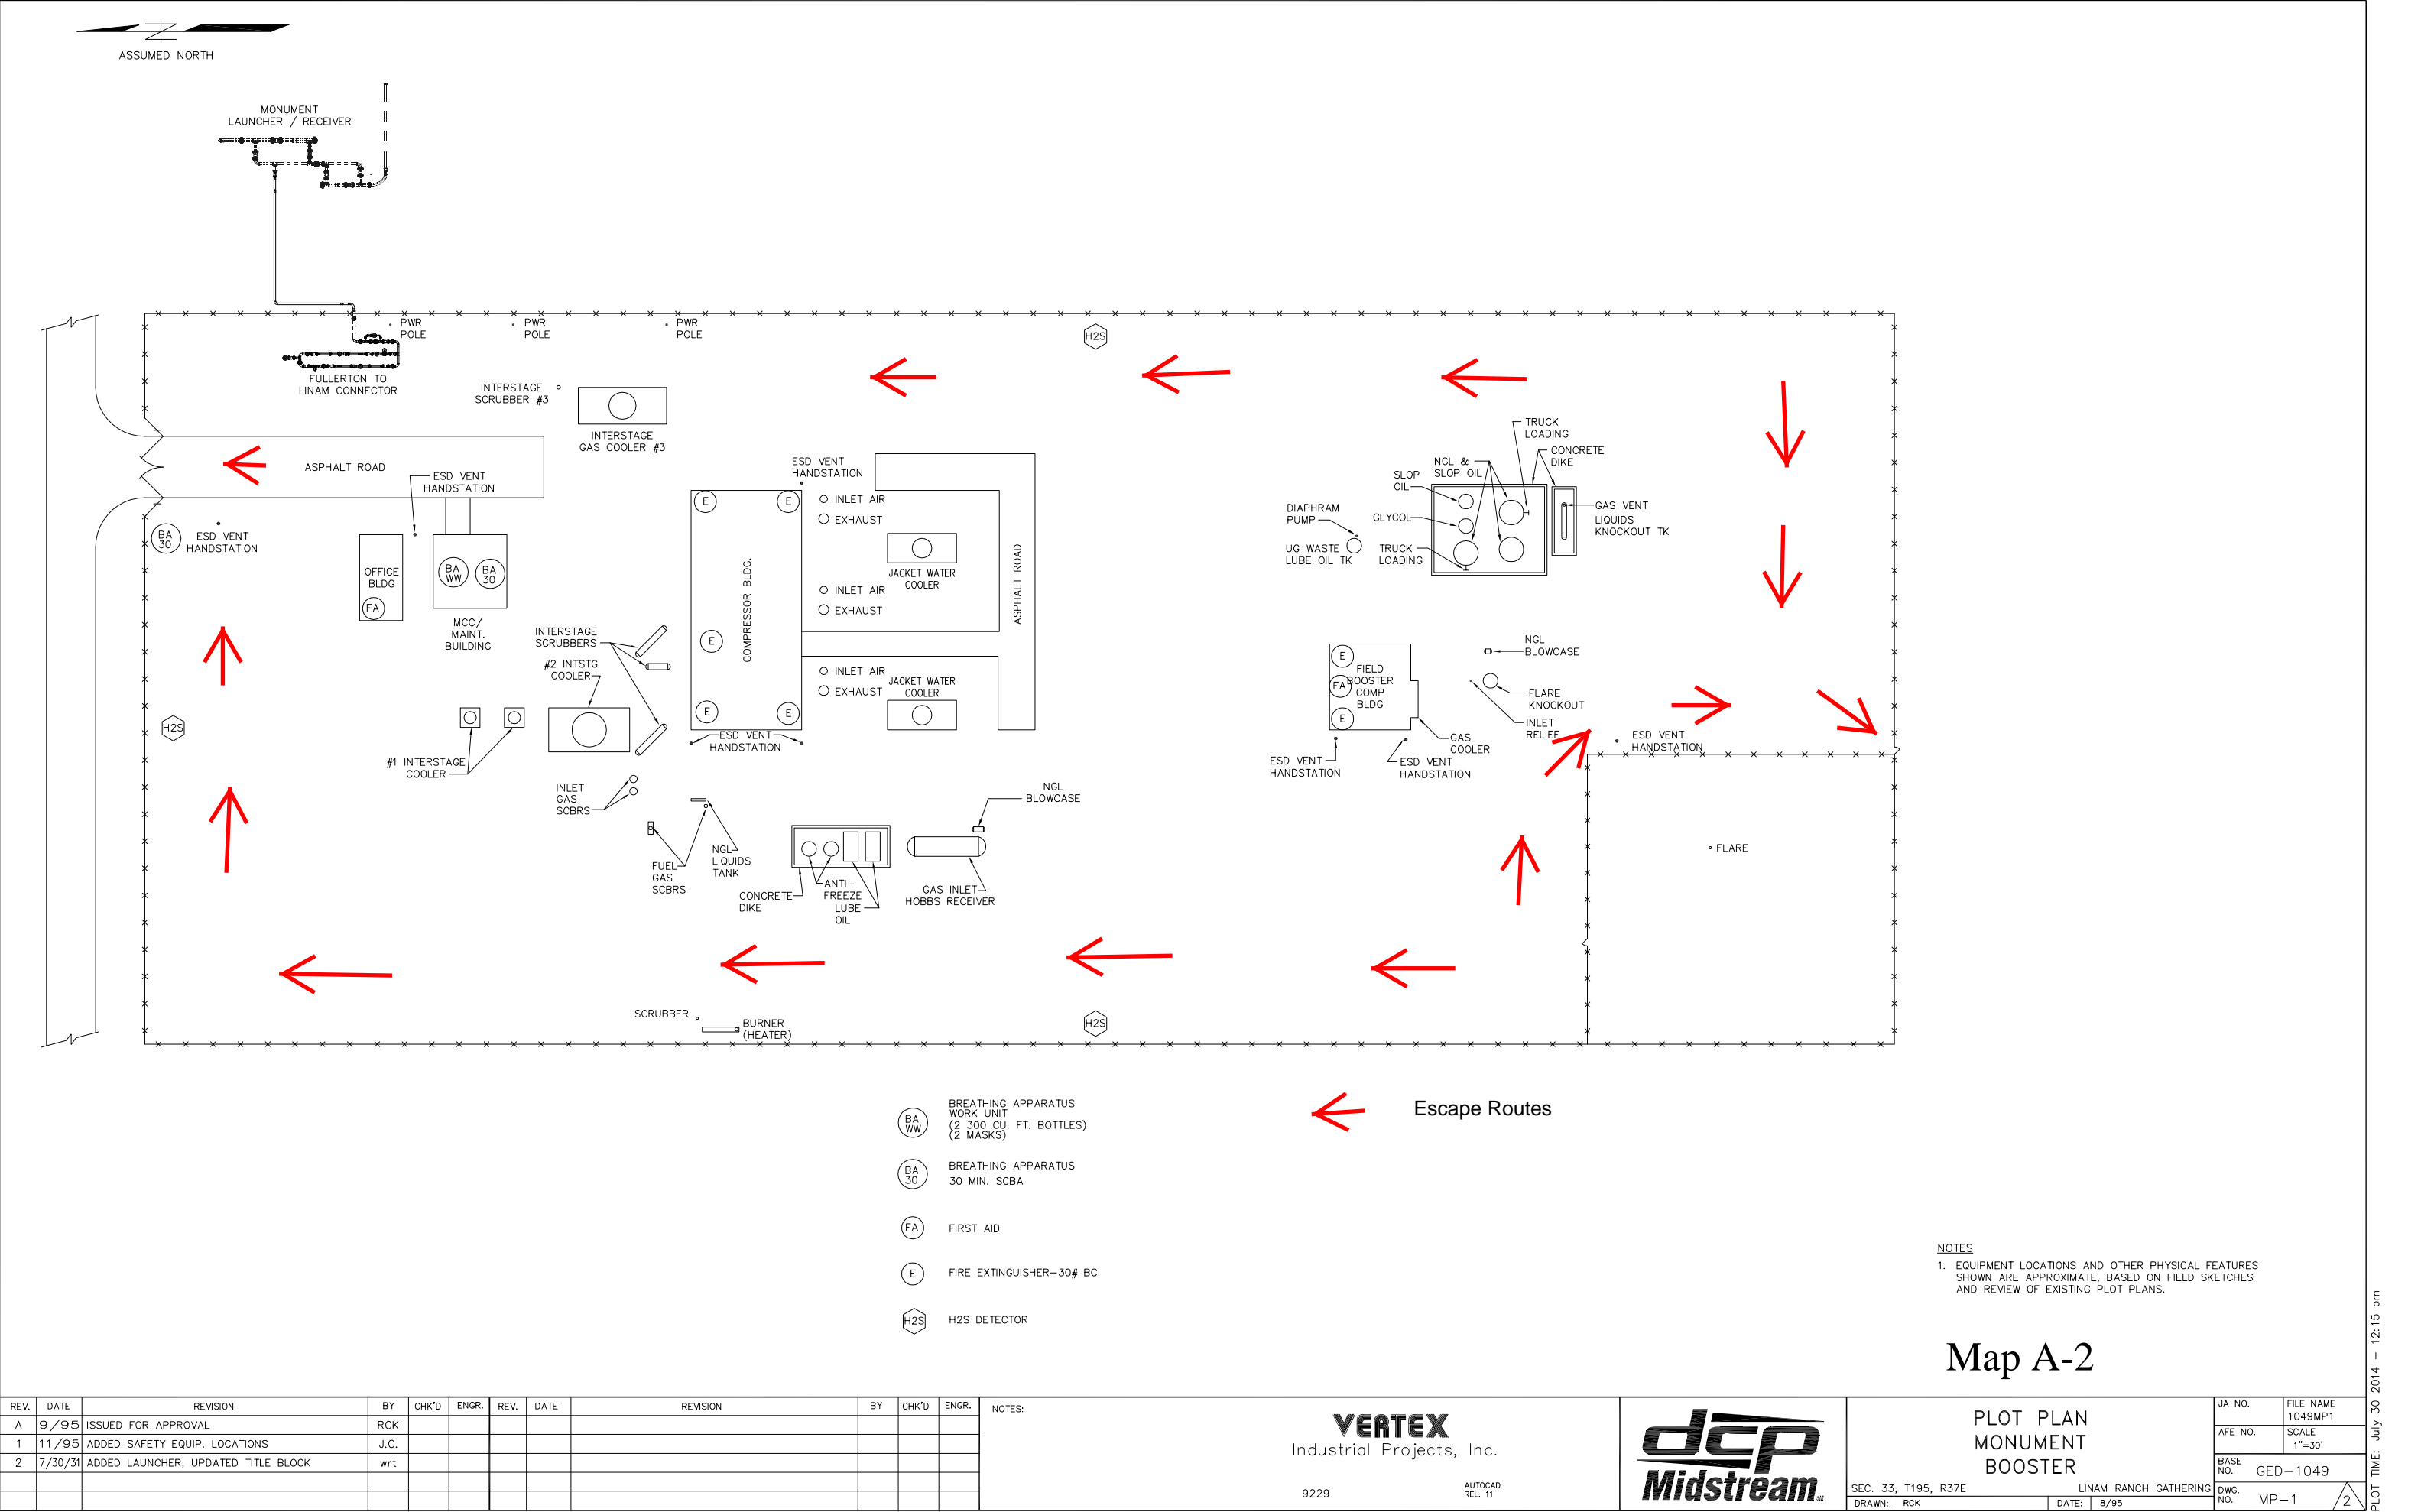 ASSUMED NORTH
MONUMENT
LAUNCHER / RECEIVER
PWR
POLE
PWR
POLE
PWR
POLE
H2S
FULLERTON TO
LINAM CONNECTOR
INTERSTAGE
SCRUBBER #3
INTERSTAGE
GAS COOLER #3
ASPHALT ROAD
ESD VENT
HANDSTATION
ESD VENT
HANDSTATION
BA
30
ESD VENT
HANDSTATION
OFFICE
BLDG
FA
BA
WW
BA
30
MCC/
MAINT.
BUILDING
E
E
E
E
E
COMPRESSOR BLDG.
INLET AIR
EXHAUST
INLET AIR
EXHAUST
INLET AIR
EXHAUST
JACKET WATER
COOLER
JACKET WATER
COOLER
ASPHALT ROAD
INTERSTAGE
SCRUBBERS
#2 INTSTG
COOLER
H2S
#1 INTERSTAGE
COOLER
ESD VENT
HANDSTATION
INLET
GAS
SCBRS
FUEL
GAS
SCBRS
NGL
LIQUIDS
TANK
CONCRETE
DIKE
ANTI-
FREEZE
LUBE
OIL
NGL
BLOWCASE
GAS INLET
HOBBS RECEIVER
SCRUBBER
BURNER
(HEATER)
H2S
TRUCK
LOADING
CONCRETE
DIKE
NGL &
SLOP OIL
SLOP
OIL
GLYCOL
DIAPHRAM
PUMP
UG WASTE
LUBE OIL TK
TRUCK
LOADING
GAS VENT
LIQUIDS
KNOCKOUT TK
E
FA
E
FIELD
BOOSTER
COMP
BLDG
NGL
BLOWCASE
FLARE
KNOCKOUT
INLET
RELIEF
GAS
COOLER
ESD VENT
HANDSTATION
ESD VENT
HANDSTATION
ESD VENT
HANDSTATION
FLARE
BA
WW
BREATHING APPARATUS
WORK UNIT
(2 300 CU. FT. BOTTLES)
(2 MASKS)
BA
30
BREATHING APPARATUS
30 MIN. SCBA
FA
FIRST AID
E
FIRE EXTINGUISHER-30# BC
H2S
H2S DETECTOR
Escape Routes
NOTES
1. EQUIPMENT LOCATIONS AND OTHER PHYSICAL FEATURES
SHOWN ARE APPROXIMATE, BASED ON FIELD SKETCHES
AND REVIEW OF EXISTING PLOT PLANS.
Map A-2
PLOT TIME: July 30 2014 - 12:15 pm
REV. DATE REVISION BY CHK'D ENGR. REV. DATE REVISION BY CHK'D ENGR.
A 9/95 ISSUED FOR APPROVAL RCK
1 11/95 ADDED SAFETY EQUIP. LOCATIONS J.C.
2 7/30/31 ADDED LAUNCHER, UPDATED TITLE BLOCK wrt
NOTES:
VERTEX
Industrial Projects, Inc.
9229
AUTOCAD
REL. 11
dcp
Midstream
PLOT PLAN
MONUMENT
BOOSTER
SEC. 33, T19S, R37E LINAM RANCH GATHERING
DRAWN: RCK DATE: 8/95
JA NO.
FILE NAME
1049MP1
AFE NO.
SCALE
1"=30'
BASE
NO. GED-1049
DWG.
NO. MP-1 2